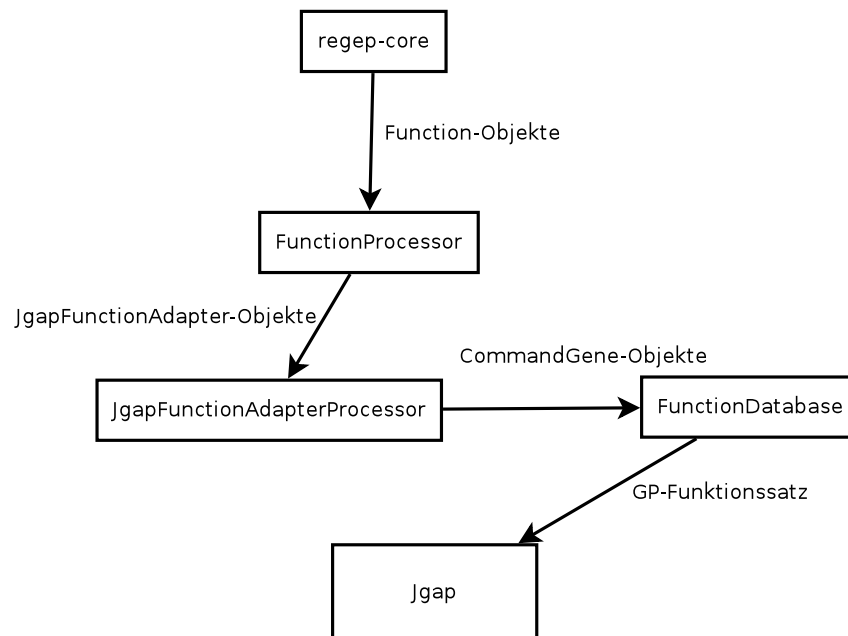 regep-core
Function-Objekte
FunctionProcessor
JgapFunctionAdapter-Objekte
CommandGene-Objekte
JgapFunctionAdapterProcessor
FunctionDatabase
GP-Funktionssatz
Jgap